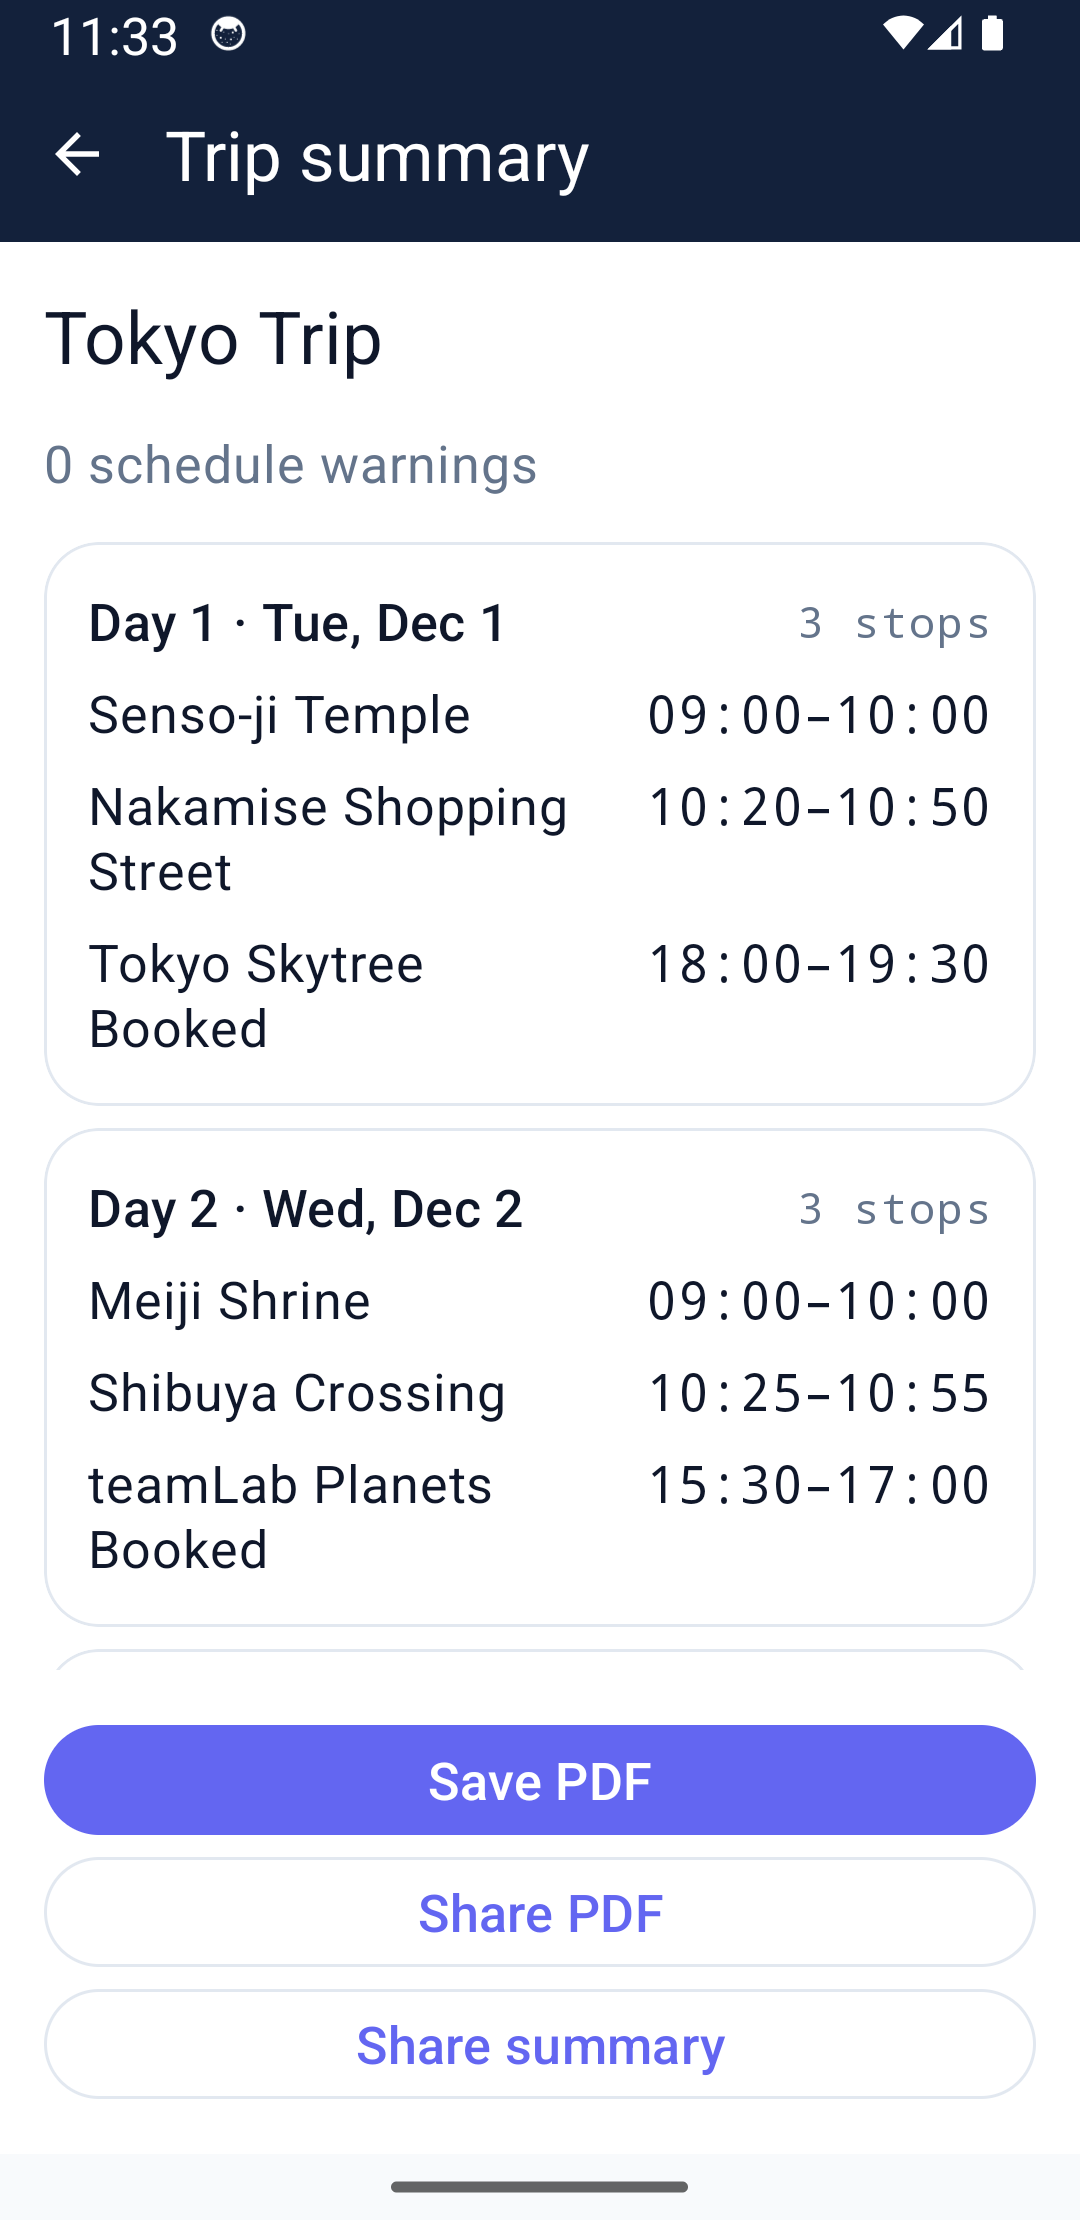 11:33
Trip summary
Tokyo Trip
0 schedule warnings
Day 1 · Tue, Dec 1 3 stops
Senso-ji Temple 09:00–10:00
Nakamise Shopping 10:20–10:50
Street
Tokyo Skytree 18:00–19:30
Booked
Day 2 · Wed, Dec 2 3 stops
Meiji Shrine 09:00–10:00
Shibuya Crossing 10:25–10:55
teamLab Planets 15:30–17:00
Booked
Save PDF
Share PDF
Share summary